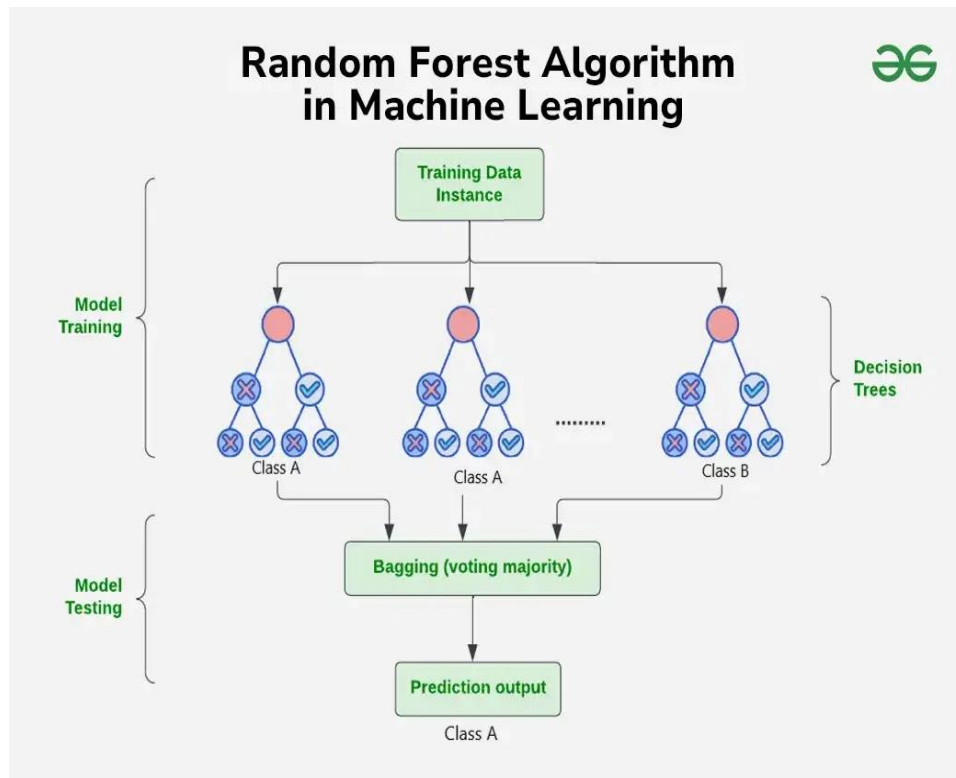 Random Forest Algorithm
in Machine Learning
Training Data
Instance
Model
Training
Decision
Trees
.........
Class A
Class A
Class B
Bagging (voting majority)
Model
Testing
Prediction output
Class A